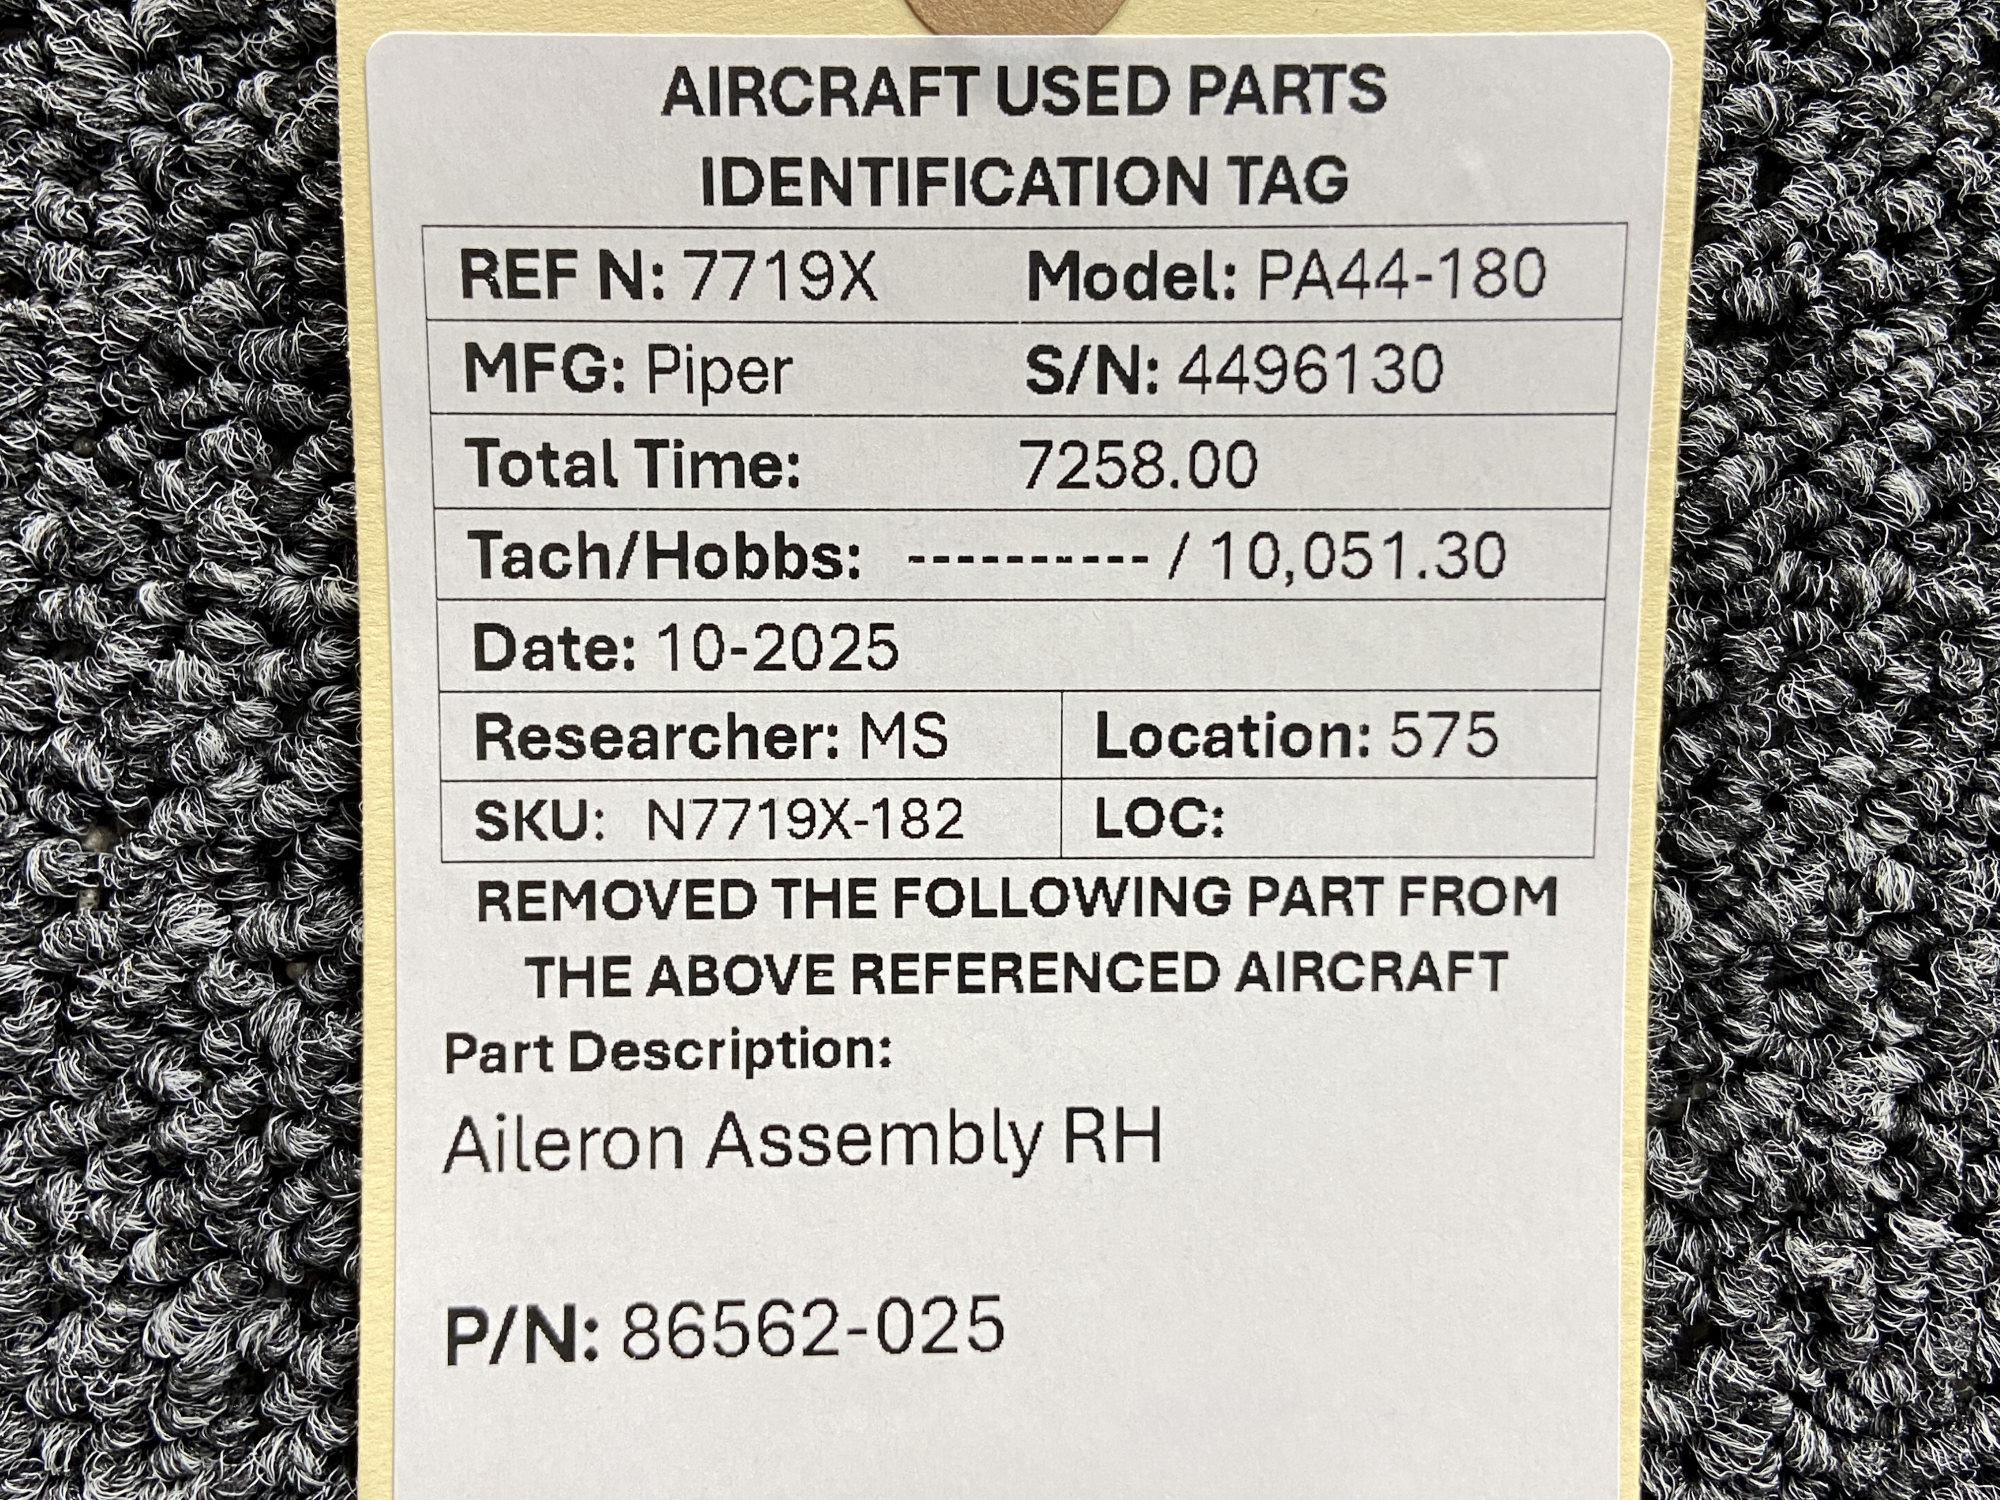 AIRCRAFT USED PARTS
IDENTIFICATION TAG
REF N: 7719X Model: PA44-180
MFG: Piper S/N: 4496130
Total Time: 7258.00
Tach/Hobbs: ---------- / 10,051.30
Date: 10-2025
Researcher: MS Location: 575
SKU: N7719X-182 LOC:
REMOVED THE FOLLOWING PART FROM
THE ABOVE REFERENCED AIRCRAFT
Part Description:
Aileron Assembly RH
P/N: 86562-025